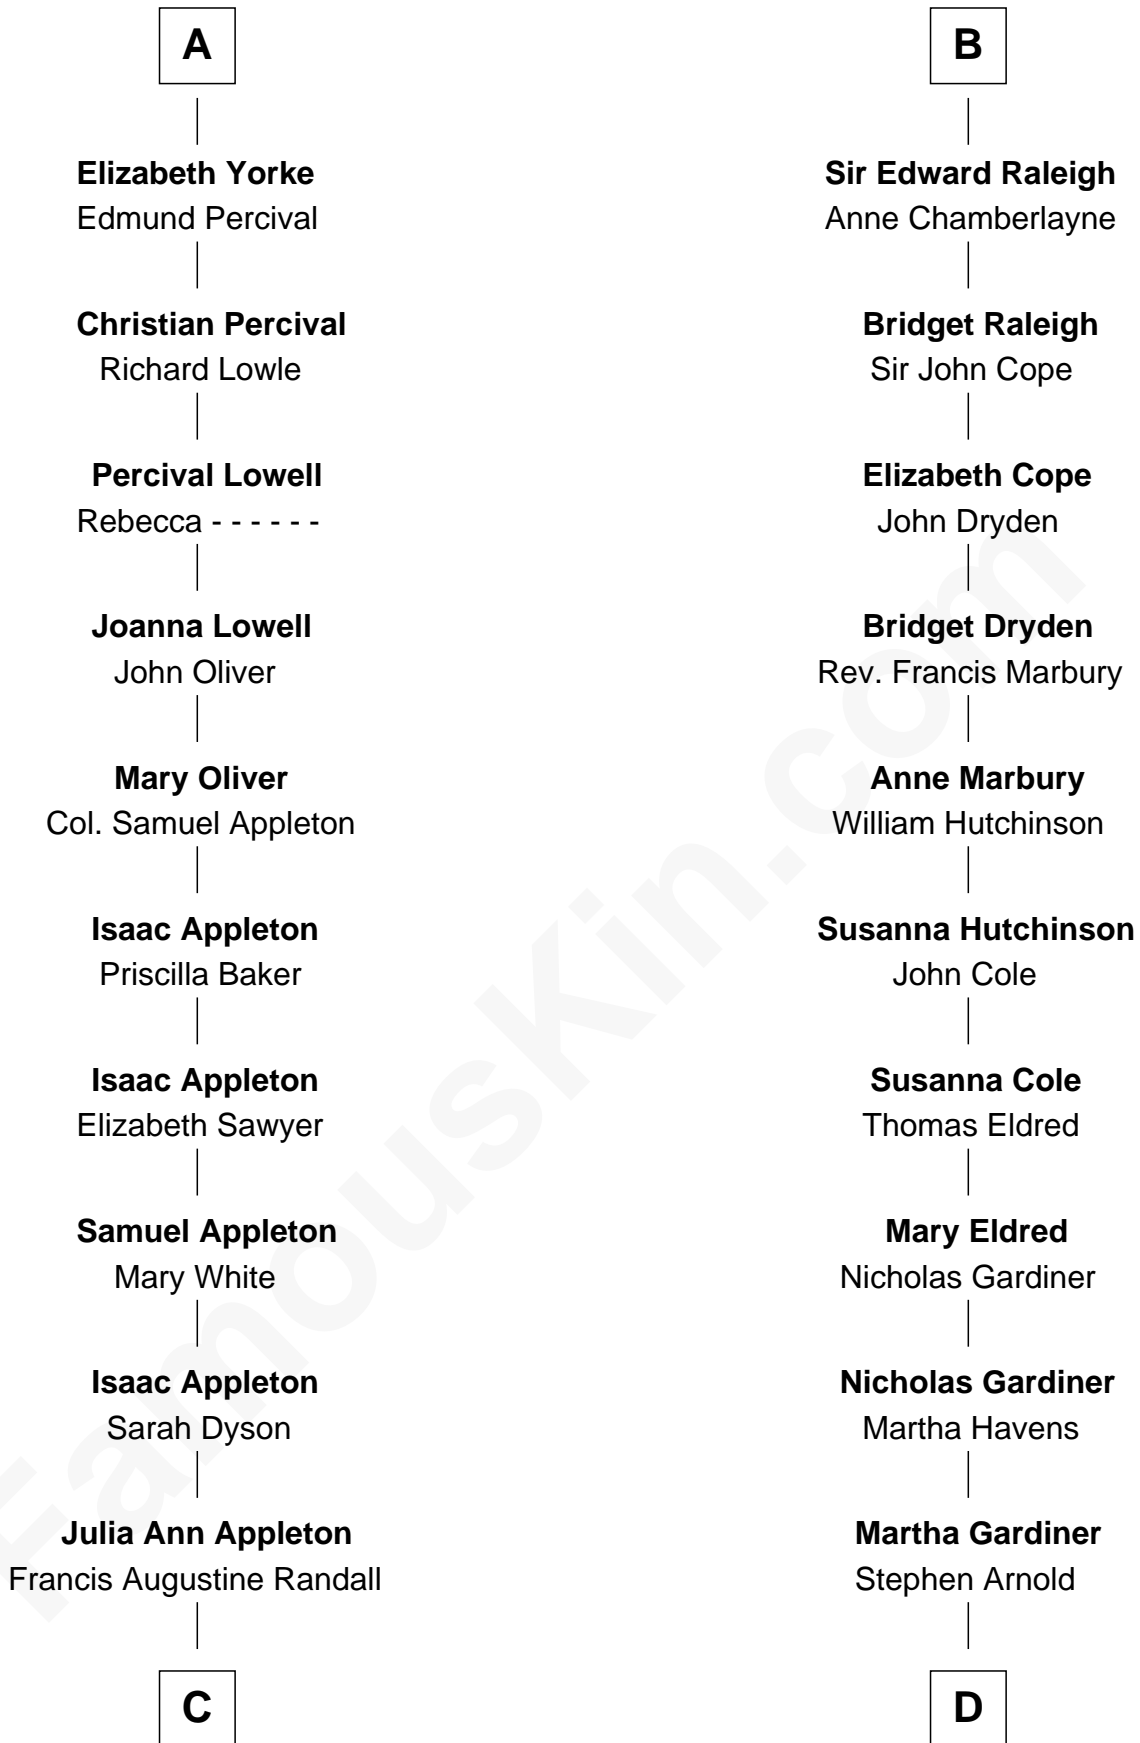 A
Elizabeth Yorke
Edmund Percival
Christian Percival
Richard Lowle
Percival Lowell
Rebecca - - - - - -
Joanna Lowell
John Oliver
Mary Oliver
Col. Samuel Appleton
Isaac Appleton
Priscilla Baker
Isaac Appleton
Elizabeth Sawyer
Samuel Appleton
Mary White
Isaac Appleton
Sarah Dyson
Julia Ann Appleton
Francis Augustine Randall
C
B
Sir Edward Raleigh
Anne Chamberlayne
Bridget Raleigh
Sir John Cope
Elizabeth Cope
John Dryden
Bridget Dryden
Rev. Francis Marbury
Anne Marbury
William Hutchinson
Susanna Hutchinson
John Cole
Susanna Cole
Thomas Eldred
Mary Eldred
Nicholas Gardiner
Nicholas Gardiner
Martha Havens
Martha Gardiner
Stephen Arnold
D
FamousKin.com